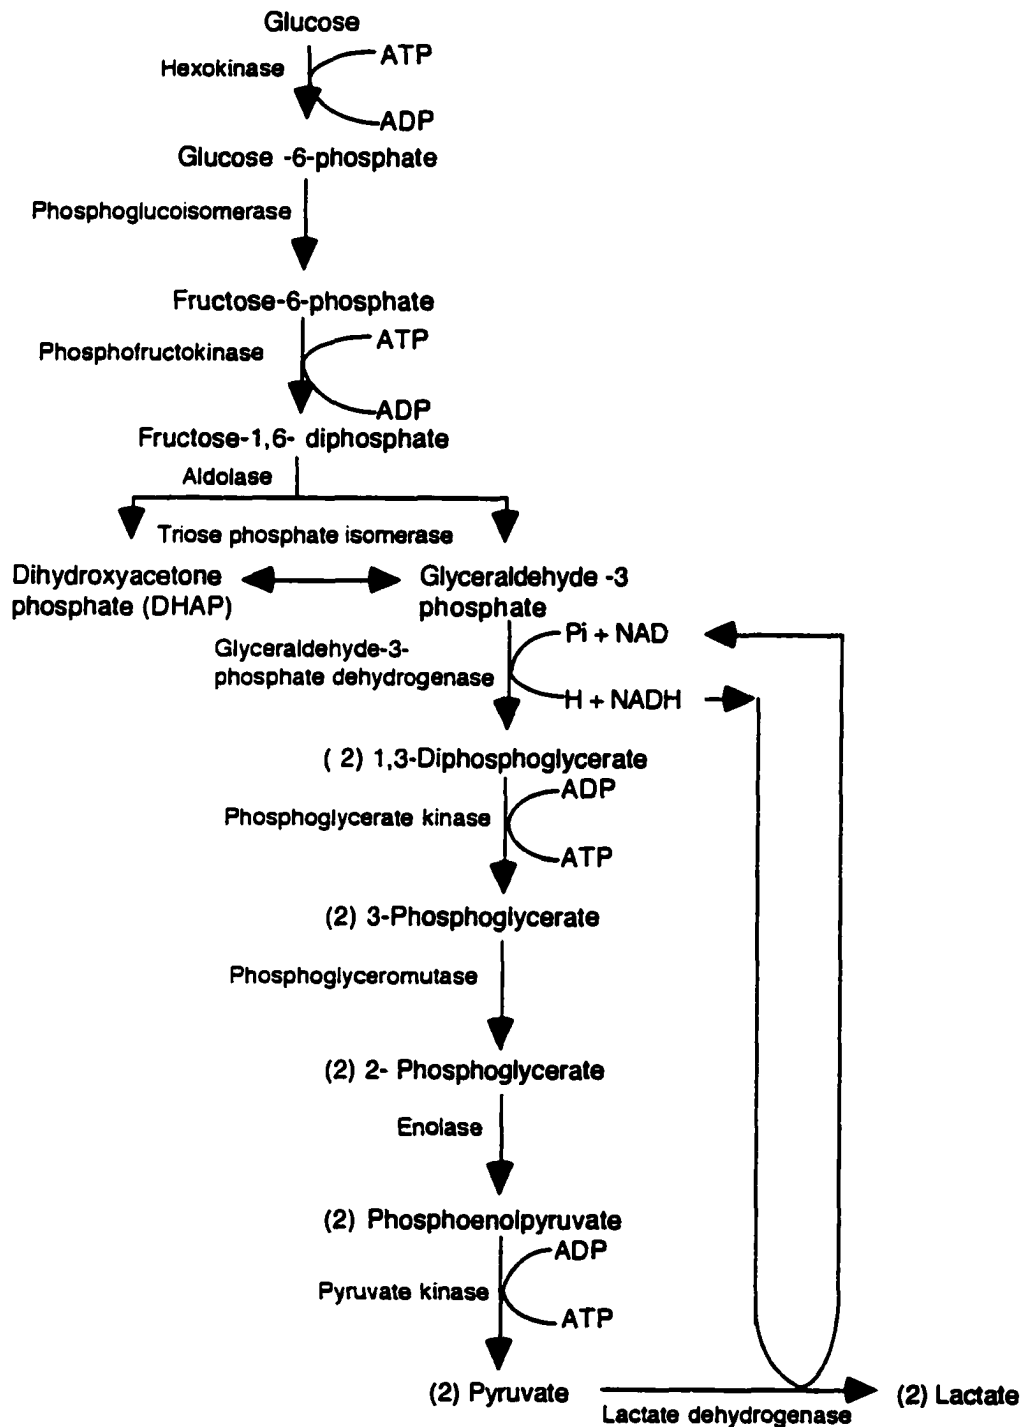 Glucose
ATP
Hexokinase
ADP
Glucose -6-phosphate
Phosphoglucoisomerase
Fructose-6-phosphate
ATP
Phosphofructokinase
ADP
Fructose-1,6- diphosphate
Aldolase
Triose phosphate isomerase
Dihydroxyacetone
phosphate (DHAP)
Glyceraldehyde -3
phosphate
Pi + NAD
Glyceraldehyde-3-
phosphate dehydrogenase
H + NADH
( 2) 1,3-Diphosphoglycerate
ADP
Phosphoglycerate kinase
ATP
(2) 3-Phosphoglycerate
Phosphoglyceromutase
(2) 2- Phosphoglycerate
Enolase
(2) Phosphoenolpyruvate
ADP
Pyruvate kinase
ATP
(2) Pyruvate
(2) Lactate
Lactate dehydrogenase